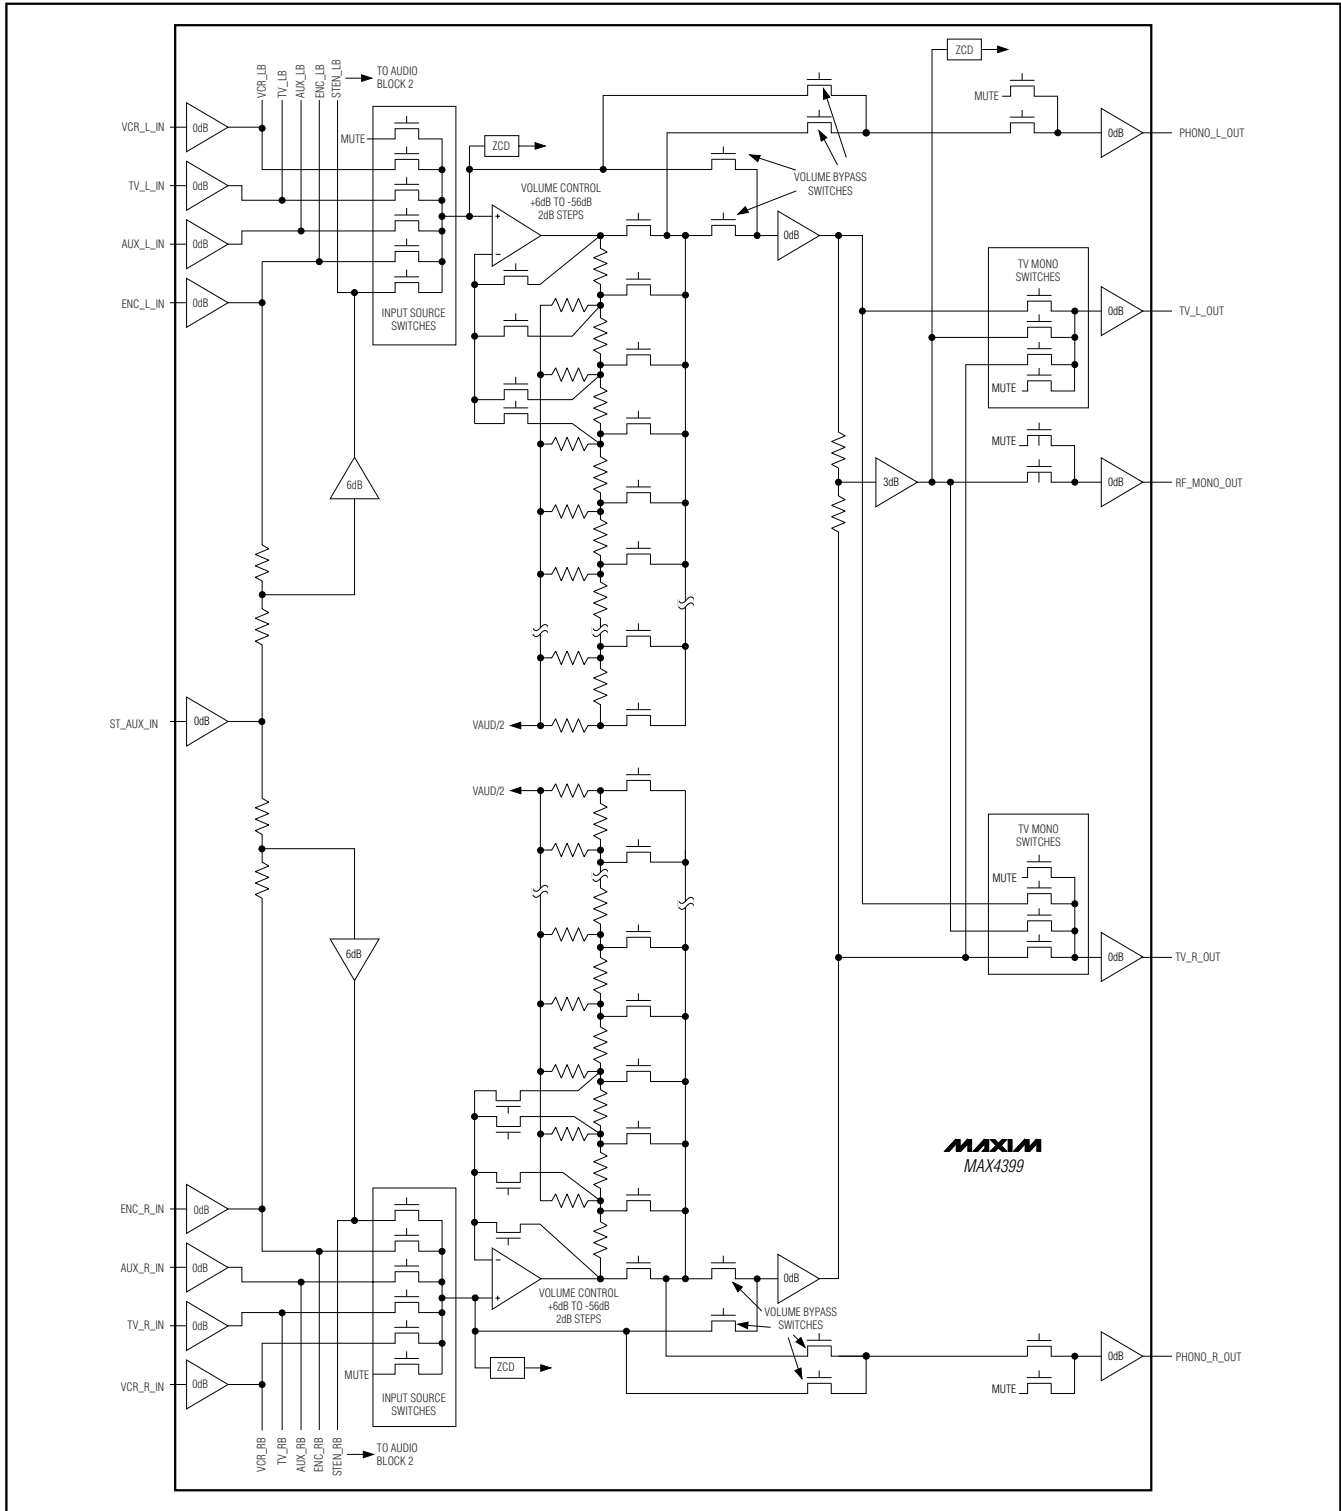 ZCD
VCR_LB
TV_LB
AUX_LB
ENC_LB
STEN_LB
TO AUDIO
BLOCK 2
MUTE
VCR_L_IN
0dB
MUTE
ZCD
0dB
PHONO_L_OUT
TV_L_IN
0dB
VOLUME CONTROL
+6dB TO -56dB
2dB STEPS
VOLUME BYPASS
SWITCHES
+
-
AUX_L_IN
0dB
0dB
TV MONO
SWITCHES
ENC_L_IN
0dB
INPUT SOURCE
SWITCHES
0dB
TV_L_OUT
MUTE
MUTE
6dB
3dB
0dB
RF_MONO_OUT
ST_AUX_IN
0dB
VAUD/2
VAUD/2
TV MONO
SWITCHES
MUTE
6dB
0dB
TV_R_OUT
MAXIM
MAX4399
ENC_R_IN
0dB
AUX_R_IN
0dB
-
+
0dB
VOLUME CONTROL
+6dB TO -56dB
2dB STEPS
VOLUME BYPASS
SWITCHES
TV_R_IN
0dB
ZCD
MUTE
0dB
PHONO_R_OUT
VCR_R_IN
0dB
MUTE
INPUT SOURCE
SWITCHES
VCR_RB
TV_RB
AUX_RB
ENC_RB
STEN_RB
TO AUDIO
BLOCK 2